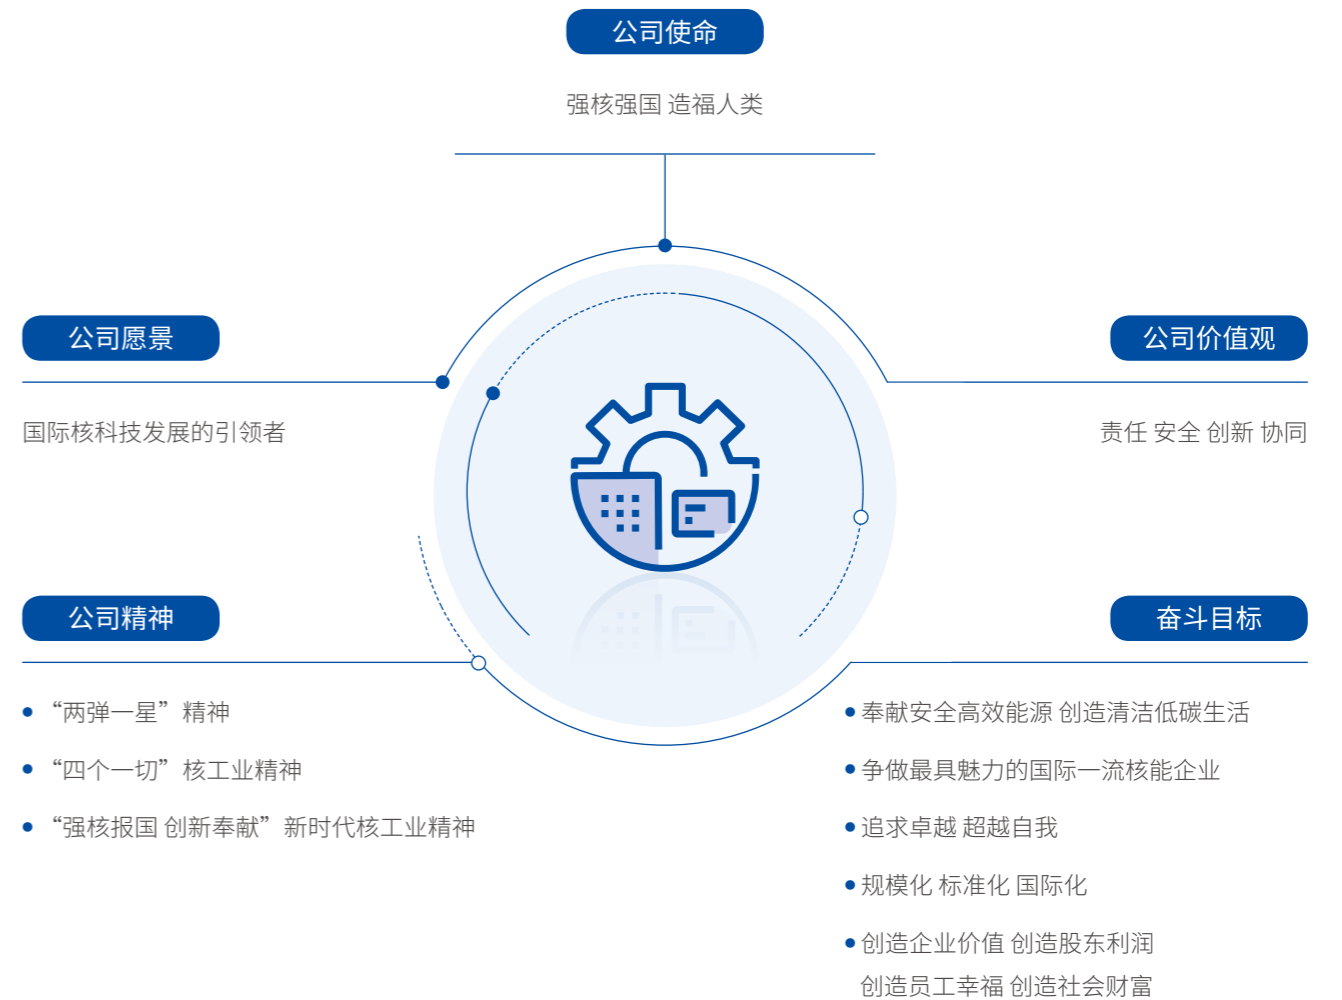 公司使命
强核强国 造福人类
公司愿景
国际核科技发展的引领者
公司价值观
责任 安全 创新 协同
公司精神
“两弹一星”精神
“四个一切”核工业精神
“强核报国 创新奉献”新时代核工业精神
奋斗目标
奉献安全高效能源 创造清洁低碳生活
争做最具魅力的国际一流核能企业
追求卓越 超越自我
规模化 标准化 国际化
创造企业价值 创造股东利润
创造员工幸福 创造社会财富